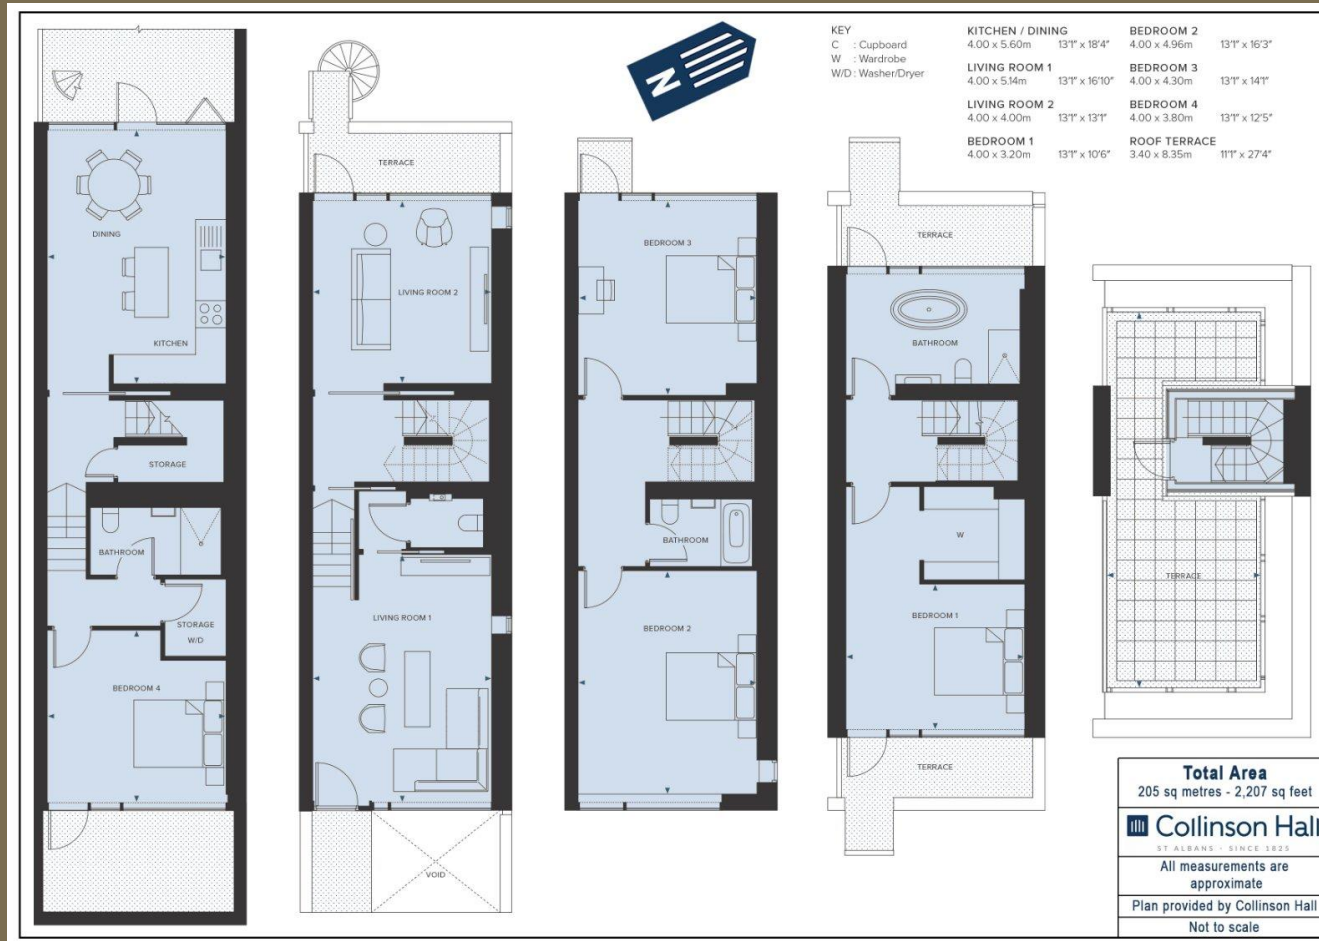 KEY
C : Cupboard
W : Wardrobe
W/D : Washer/Dryer
KITCHEN / DINING
4.00 x 5.60m 13'1" x 18'4"
LIVING ROOM 1
4.00 x 5.14m 13'1" x 16'10"
LIVING ROOM 2
4.00 x 4.00m 13'1" x 13'1"
BEDROOM 1
4.00 x 3.20m 13'1" x 10'6"
BEDROOM 2
4.00 x 4.96m 13'1" x 16'3"
BEDROOM 3
4.00 x 4.30m 13'1" x 14'1"
BEDROOM 4
4.00 x 3.80m 13'1" x 12'5"
ROOF TERRACE
3.40 x 8.35m 11'1" x 27'4"
N
DINING
KITCHEN
STORAGE
BATHROOM
STORAGE
W/D
BEDROOM 4
TERRACE
LIVING ROOM 2
LIVING ROOM 1
VOID
BEDROOM 3
BATHROOM
BEDROOM 2
TERRACE
BATHROOM
W
BEDROOM 1
TERRACE
TERRACE
Total Area
205 sq metres - 2,207 sq feet
Collinson Hall
ST ALBANS - SINCE 1825
All measurements are
approximate
Plan provided by Collinson Hall
Not to scale